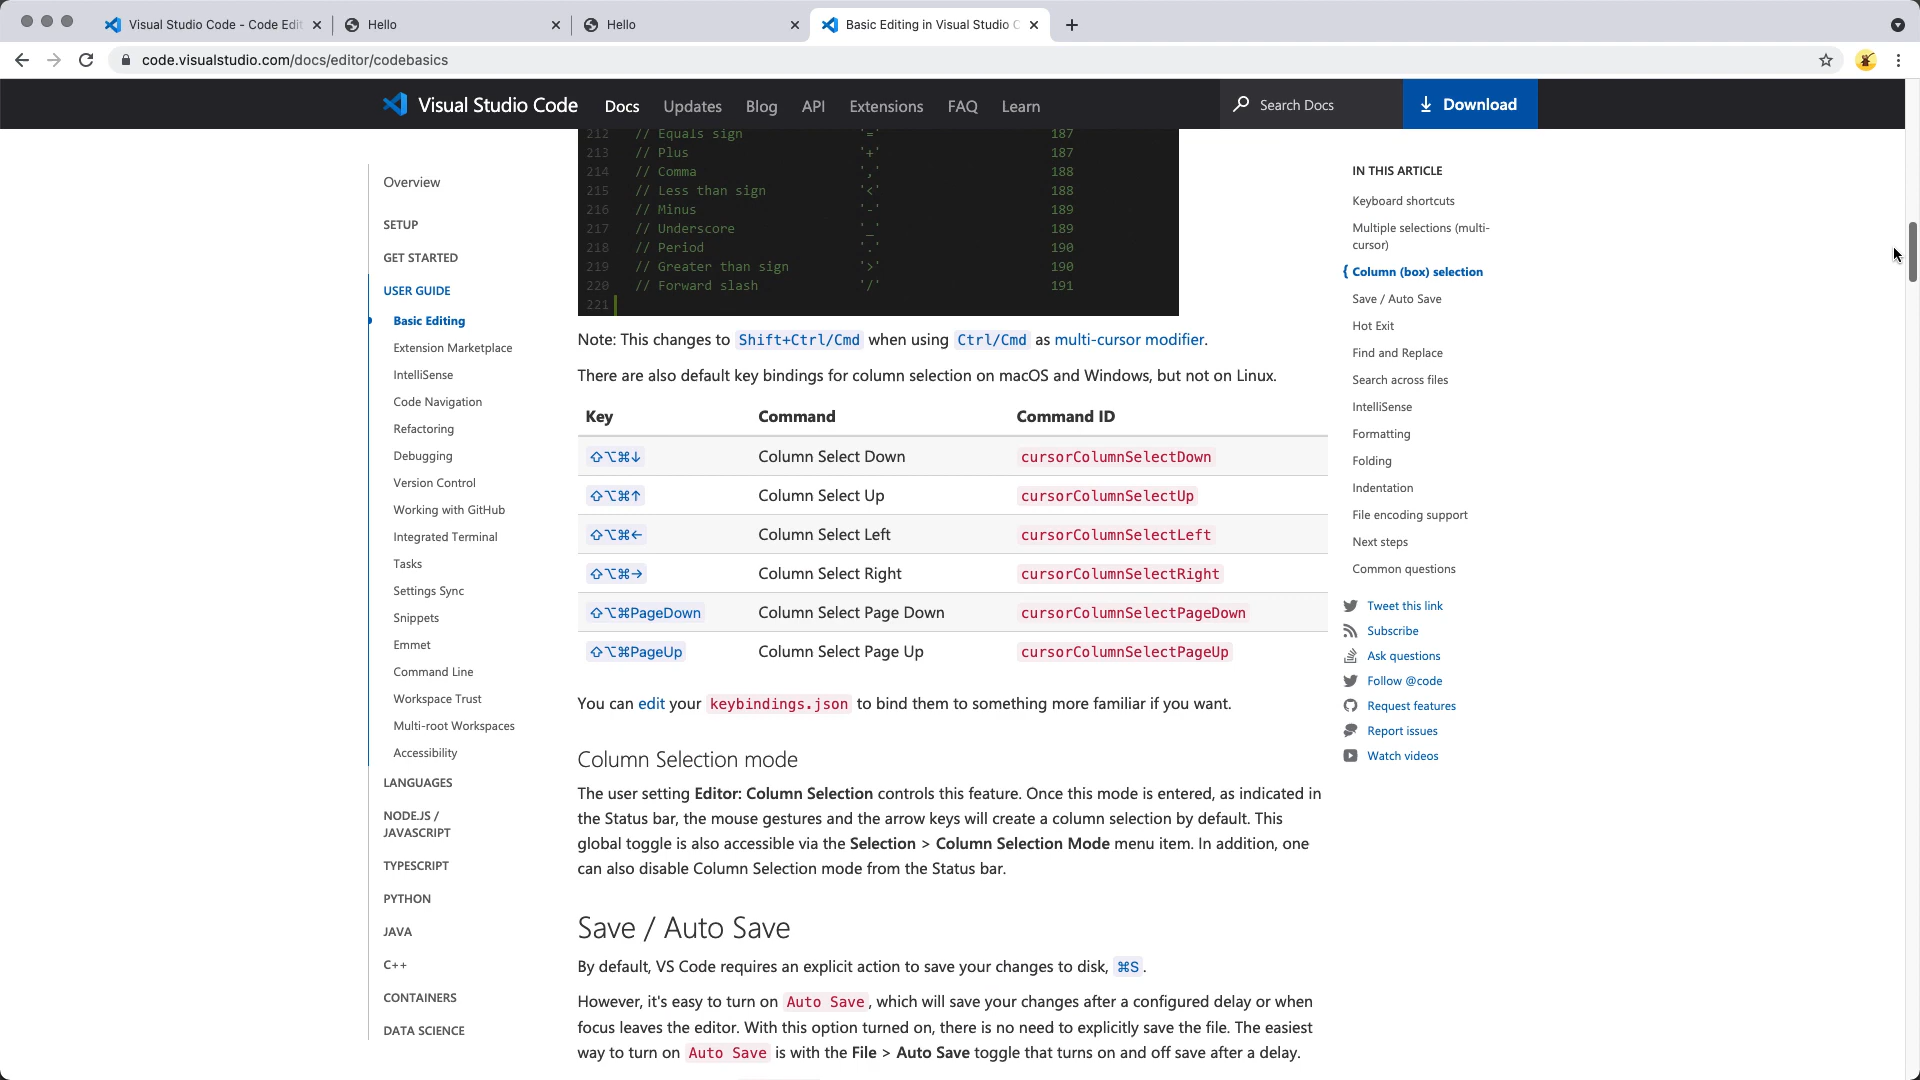 Visual Studio Code - Code Edit
Hello
Hello
Basic Editing in Visual Studio C
code.visualstudio.com/docs/editor/codebasics
Visual Studio Code
Docs
Updates
Blog
API
Extensions
FAQ
Learn
Search Docs
Download
Overview
SETUP
GET STARTED
USER GUIDE
Basic Editing
Extension Marketplace
IntelliSense
Code Navigation
Refactoring
Debugging
Version Control
Working with GitHub
Integrated Terminal
Tasks
Settings Sync
Snippets
Emmet
Command Line
Workspace Trust
Multi-root Workspaces
Accessibility
LANGUAGES
NODE.JS /
JAVASCRIPT
TYPESCRIPT
PYTHON
JAVA
C++
CONTAINERS
DATA SCIENCE
212 // Equals sign '=' 187
213 // Plus '+' 187
214 // Comma ',' 188
215 // Less than sign '<' 188
216 // Minus '-' 189
217 // Underscore '_' 189
218 // Period '.' 190
219 // Greater than sign '>' 190
220 // Forward slash '/' 191
221
Note: This changes to Shift+Ctrl/Cmd when using Ctrl/Cmd as multi-cursor modifier.
There are also default key bindings for column selection on macOS and Windows, but not on Linux.
Key Command Command ID
⇧⌥⌘↓ Column Select Down cursorColumnSelectDown
⇧⌥⌘↑ Column Select Up cursorColumnSelectUp
⇧⌥⌘← Column Select Left cursorColumnSelectLeft
⇧⌥⌘→ Column Select Right cursorColumnSelectRight
⇧⌥⌘PageDown Column Select Page Down cursorColumnSelectPageDown
⇧⌥⌘PageUp Column Select Page Up cursorColumnSelectPageUp
You can edit your keybindings.json to bind them to something more familiar if you want.
Column Selection mode
The user setting Editor: Column Selection controls this feature. Once this mode is entered, as indicated in
the Status bar, the mouse gestures and the arrow keys will create a column selection by default. This
global toggle is also accessible via the Selection > Column Selection Mode menu item. In addition, one
can also disable Column Selection mode from the Status bar.
Save / Auto Save
By default, VS Code requires an explicit action to save your changes to disk, ⌘S.
However, it's easy to turn on Auto Save, which will save your changes after a configured delay or when
focus leaves the editor. With this option turned on, there is no need to explicitly save the file. The easiest
way to turn on Auto Save is with the File > Auto Save toggle that turns on and off save after a delay.
IN THIS ARTICLE
Keyboard shortcuts
Multiple selections (multi-
cursor)
{ Column (box) selection
Save / Auto Save
Hot Exit
Find and Replace
Search across files
IntelliSense
Formatting
Folding
Indentation
File encoding support
Next steps
Common questions
Tweet this link
Subscribe
Ask questions
Follow @code
Request features
Report issues
Watch videos